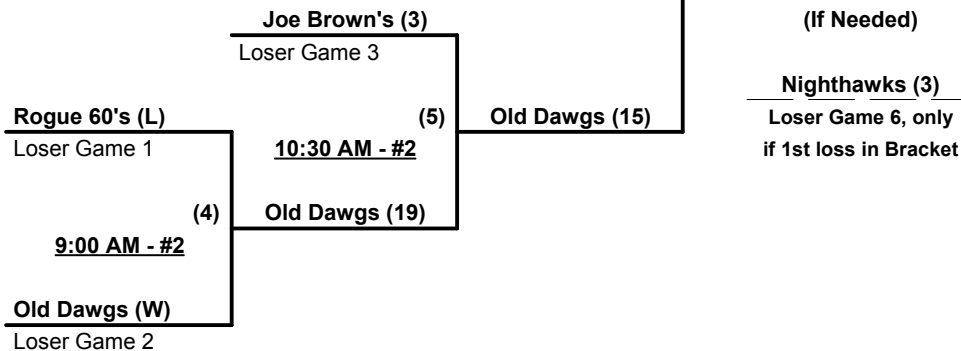 Joe Brown's (3)
Loser Game 3
(If Needed)
Nighthawks (3)
Loser Game 6, only
if 1st loss in Bracket
Rogue 60's (L)
Loser Game 1
(5)
10:30 AM - #2
Old Dawgs (15)
(4)
9:00 AM - #2
Old Dawgs (19)
Old Dawgs (W)
Loser Game 2